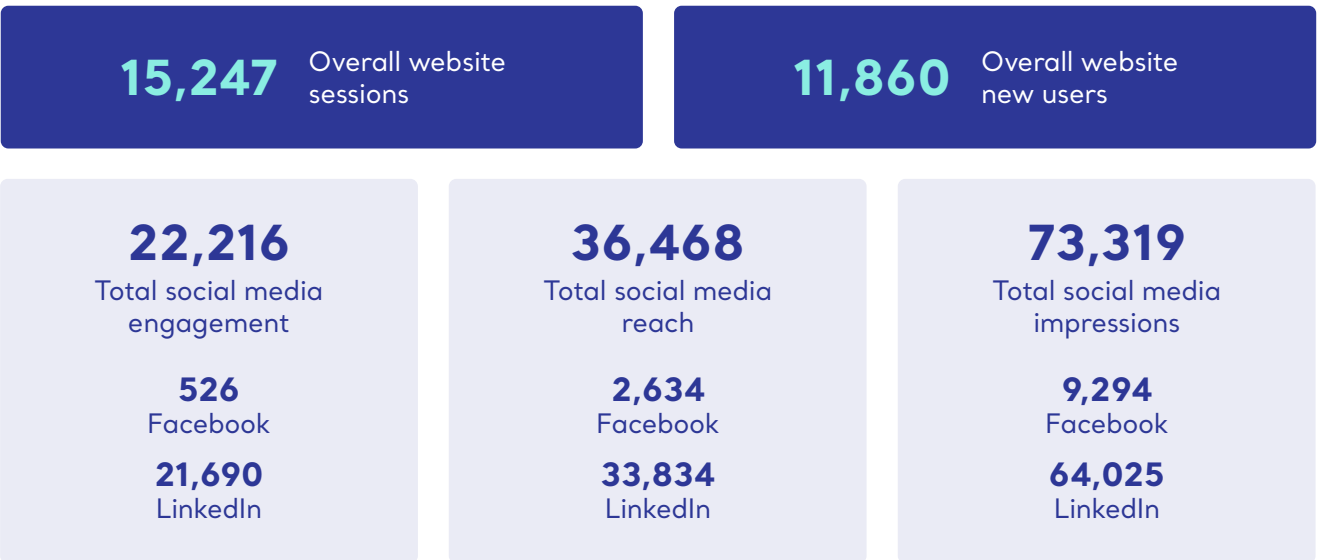 15,247
Overall website
sessions
11,860
Overall website
new users
22,216
Total social media
engagement
526
Facebook
21,690
LinkedIn
36,468
Total social media
reach
2,634
Facebook
33,834
LinkedIn
73,319
Total social media
impressions
9,294
Facebook
64,025
LinkedIn